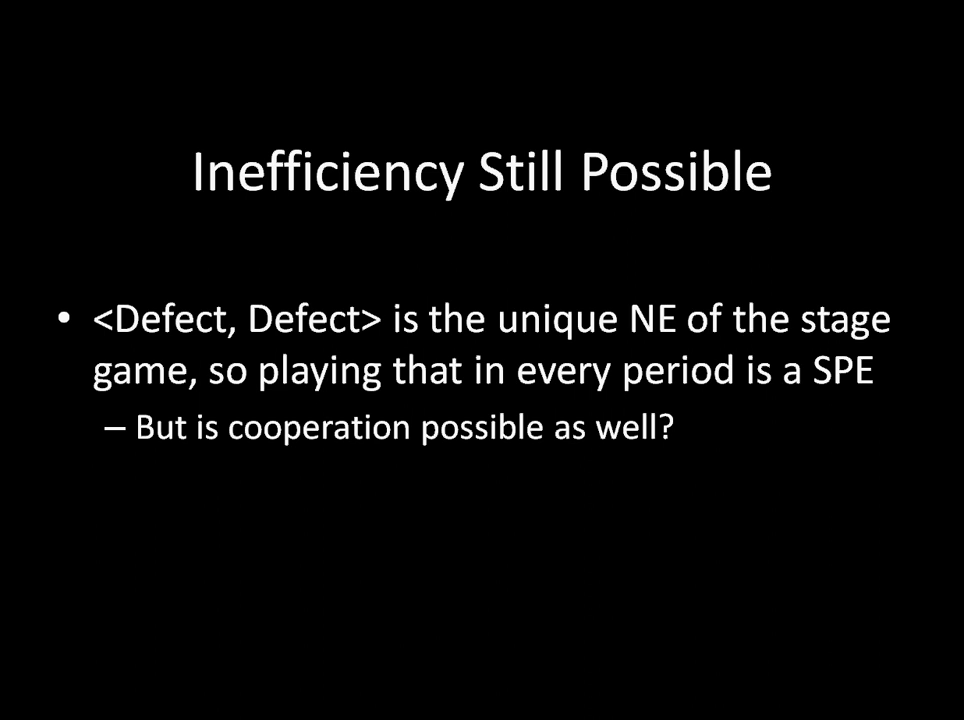 Inefficiency Still Possible
• <Defect, Defect> is the unique NE of the stage
game, so playing that in every period is a SPE
– But is cooperation possible as well?